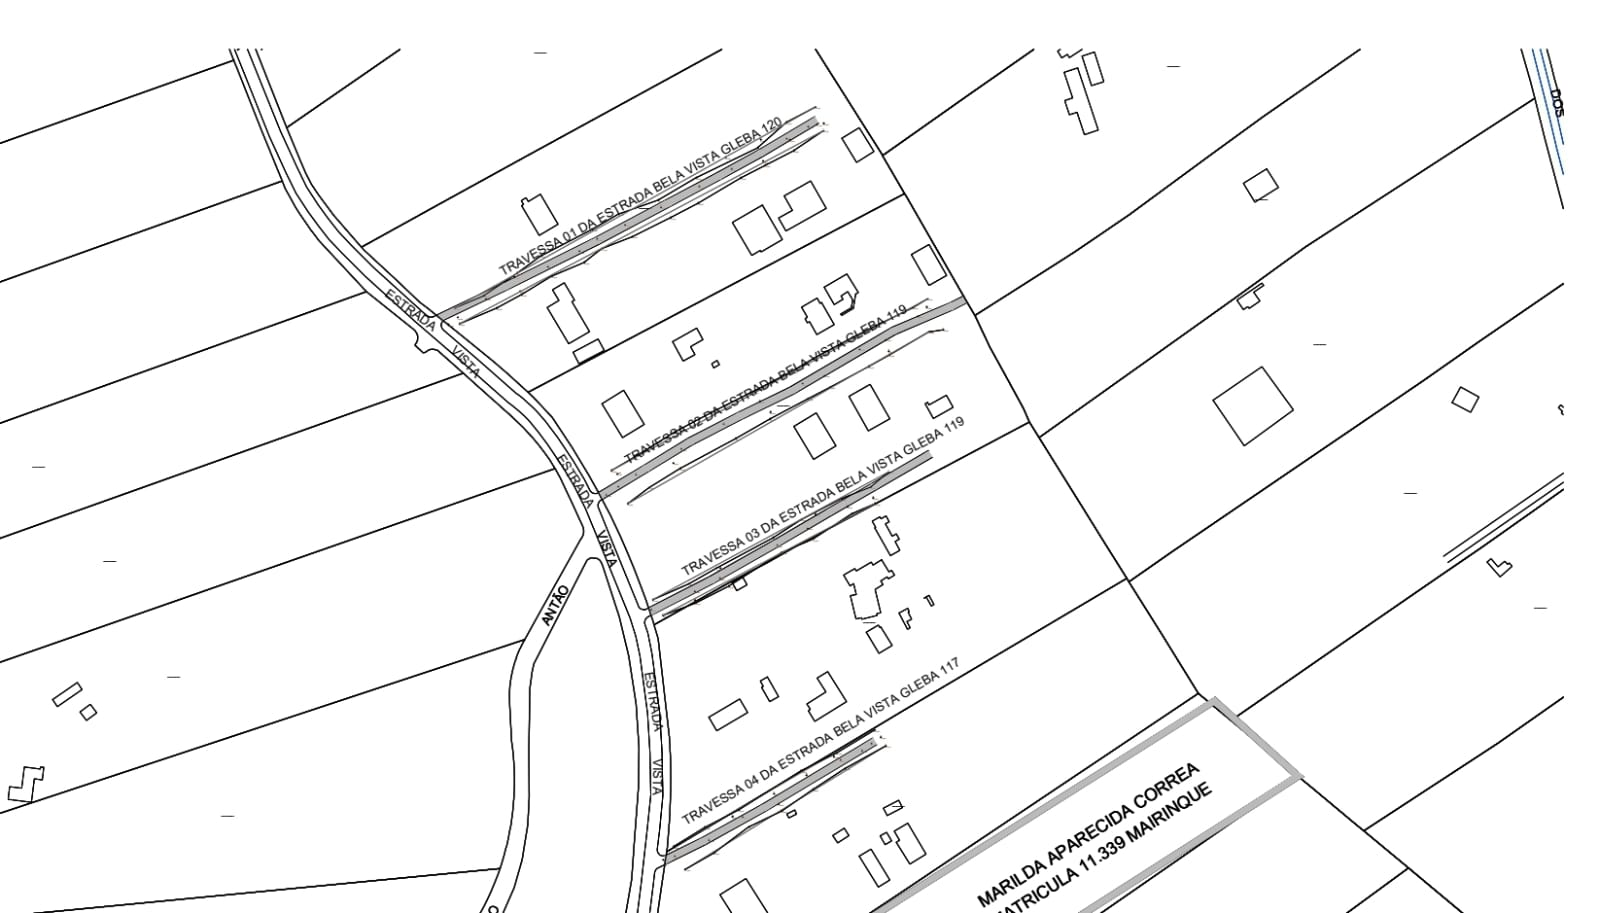 DOS
TRAVESSA 01 DA ESTRADA BELA VISTA GLEBA 120
ESTRADA
VISTA
TRAVESSA 02 DA ESTRADA BELA VISTA GLEBA 119
ESTRADA
VISTA
TRAVESSA 03 DA ESTRADA BELA VISTA GLEBA 119
ANTÃO
ESTRADA
VISTA
TRAVESSA 04 DA ESTRADA BELA VISTA GLEBA 117
MARILDA APARECIDA CORREA
MATRICULA 11.339 MAIRINQUE